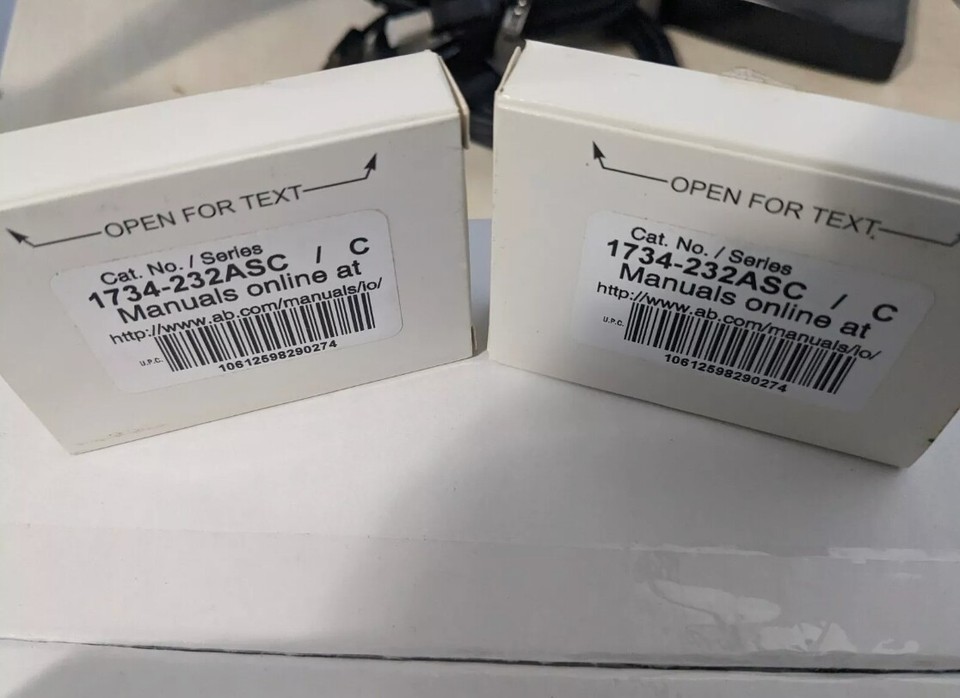 OPEN FOR TEXT
Cat. No. / Series
1734-232ASC / C
Manuals online at
http://www.ab.com/manuals/io/
U.P.C.
10612598290274
OPEN FOR TEXT
Cat. No. / Series
1734-232ASC / C
Manuals online at
http://www.ab.com/manuals/io/
U.P.C.
10612598290274